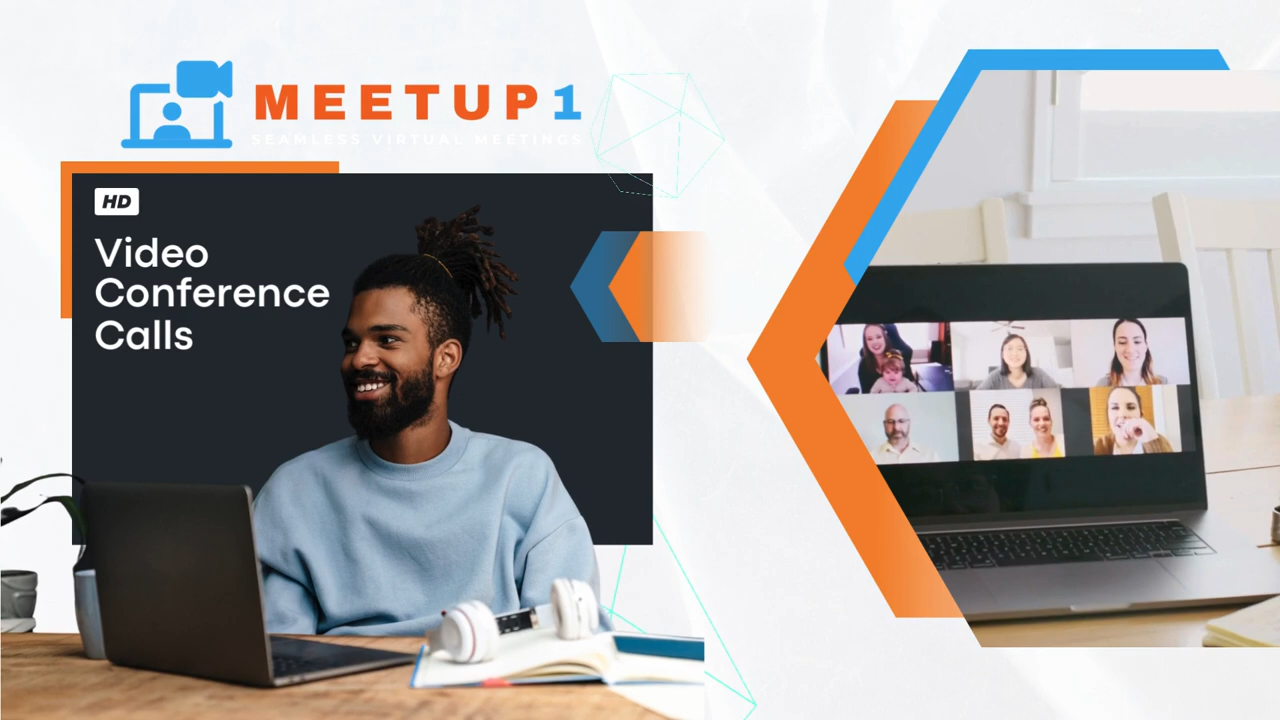 MEETUP1
SEAMLESS VIRTUAL MEETINGS
HD
Video
Conference
Calls